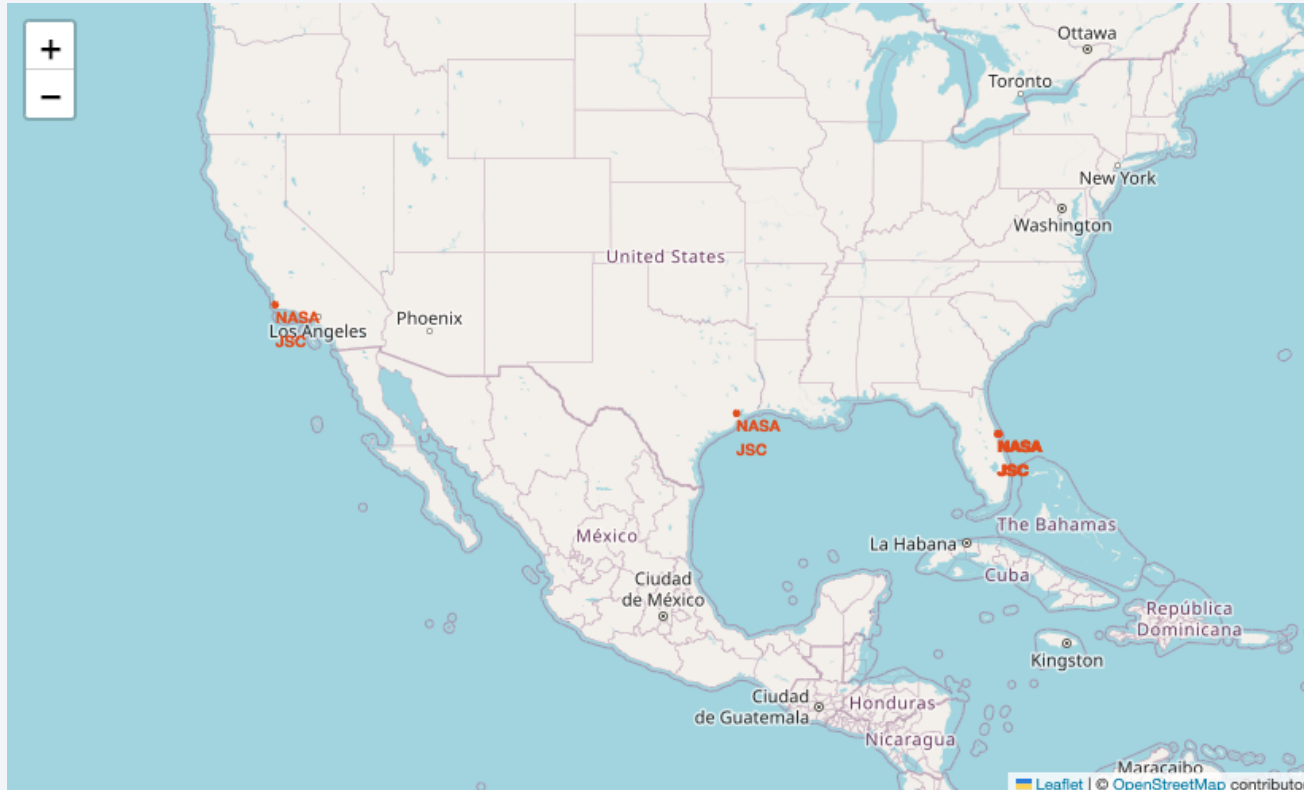 +
−
Ottawa
Toronto
New York
Washington
United States
NASA
JSC
Los Angeles
Phoenix
NASA
JSC
NASA
JSC
The Bahamas
La Habana
Cuba
México
Ciudad
de México
República
Dominicana
Kingston
Ciudad
de Guatemala
Honduras
Nicaragua
Maracaibo
Leaflet | © OpenStreetMap contributor